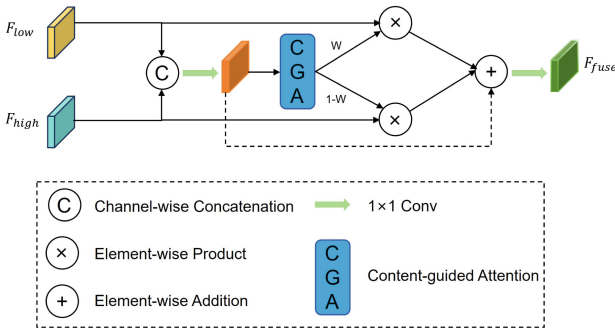 F_low
F_high
C
C
G
A
W
1-W
×
×
+
F_fuse
C Channel-wise Concatenation
1×1 Conv
× Element-wise Product
+ Element-wise Addition
C
G
A
Content-guided Attention